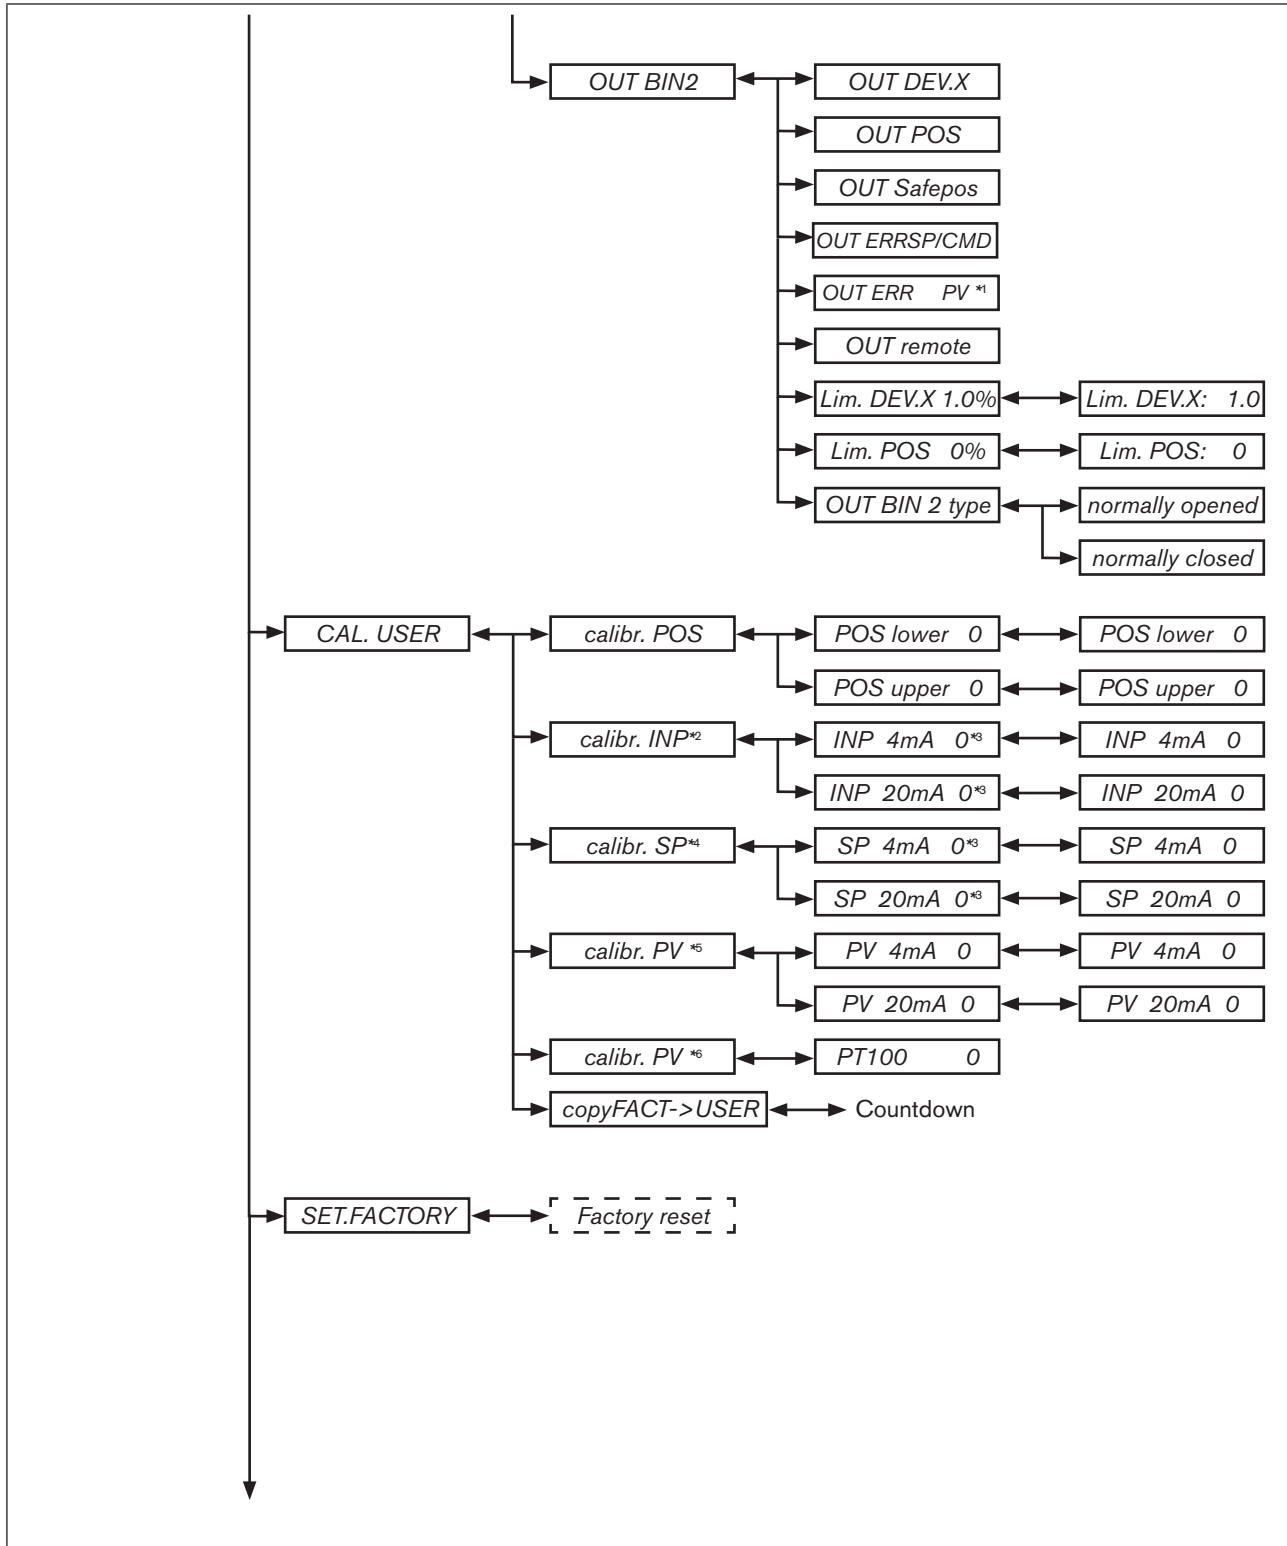 OUT BIN2 OUT DEV.X
OUT POS
OUT Safepos
OUT ERRSP/CMD
OUT ERR PV *1
OUT remote
Lim. DEV.X 1.0% Lim. DEV.X: 1.0
Lim. POS 0% Lim. POS: 0
OUT BIN 2 type normally opened
normally closed
CAL. USER calibr. POS POS lower 0 POS lower 0
POS upper 0 POS upper 0
calibr. INP*2 INP 4mA 0*3 INP 4mA 0
INP 20mA 0*3 INP 20mA 0
calibr. SP*4 SP 4mA 0*3 SP 4mA 0
SP 20mA 0*3 SP 20mA 0
calibr. PV *5 PV 4mA 0 PV 4mA 0
PV 20mA 0 PV 20mA 0
calibr. PV *6 PT100 0
copyFACT->USER Countdown
SET.FACTORY Factory reset